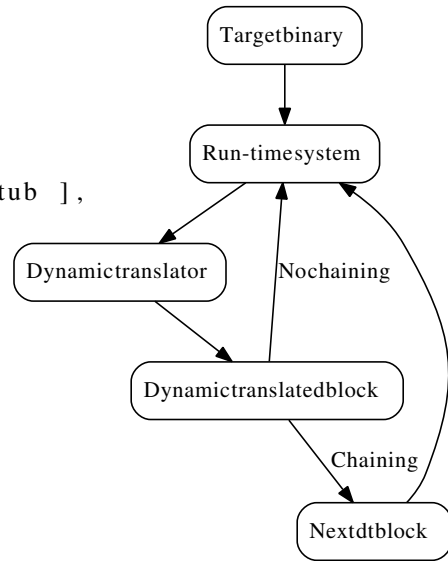 Targetbinary
Run-timesystem
tub ],
Dynamictranslator
Nochaining
Dynamictranslatedblock
Chaining
Nextdtblock